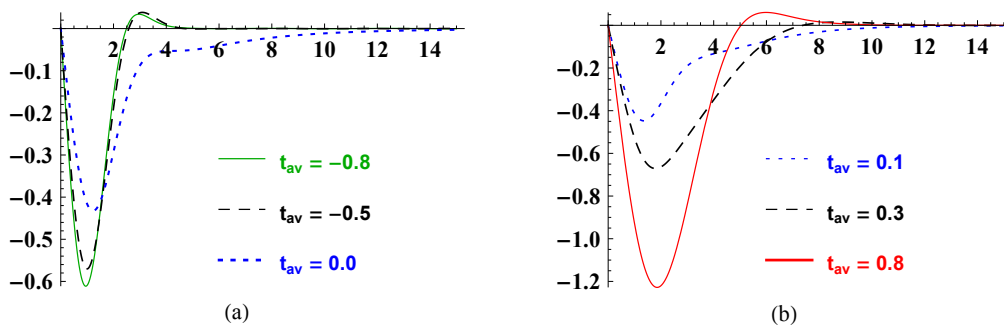 2 4 6 8 10 12 14
−0.1
−0.2
−0.3
−0.4
−0.5
−0.6
t_av = −0.8
t_av = −0.5
t_av = 0.0
(a)
2 4 6 8 10 12 14
−0.2
−0.4
−0.6
−0.8
−1.0
−1.2
t_av = 0.1
t_av = 0.3
t_av = 0.8
(b)